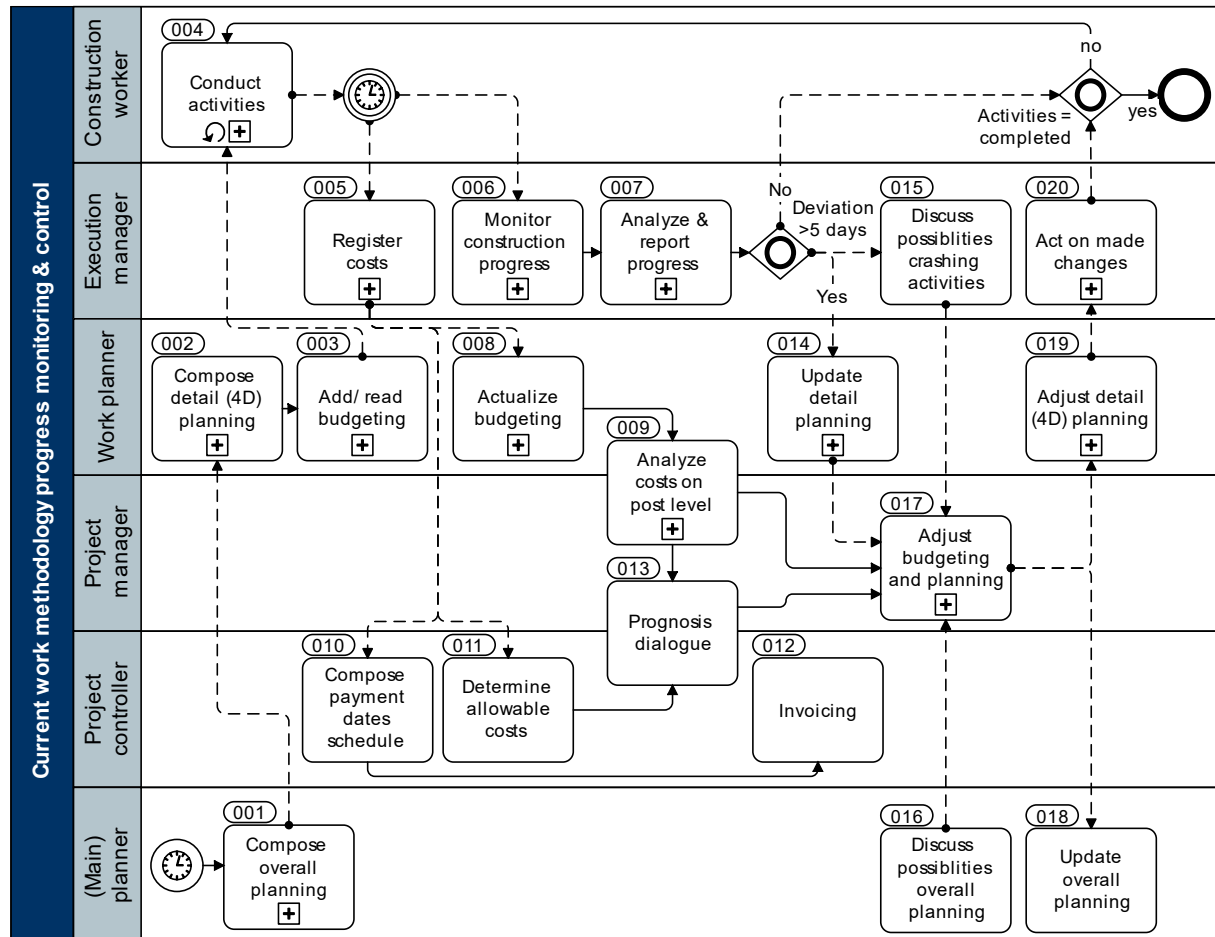 Current work methodology progress monitoring & control
Construction
worker
004
Conduct
activities
no
Activities =
completed
yes
Execution
manager
005
Register
costs
006
Monitor
construction
progress
007
Analyze &
report
progress
No
Deviation
>5 days
Yes
015
Discuss
possiblities
crashing
activities
020
Act on made
changes
Work planner
002
Compose
detail (4D)
planning
003
Add/ read
budgeting
008
Actualize
budgeting
009
Analyze
costs on
post level
014
Update
detail
planning
019
Adjust detail
(4D) planning
Project
manager
013
Prognosis
dialogue
017
Adjust
budgeting
and planning
Project
controller
010
Compose
payment
dates
schedule
011
Determine
allowable
costs
012
Invoicing
(Main)
planner
001
Compose
overall
planning
016
Discuss
possiblities
overall
planning
018
Update
overall
planning